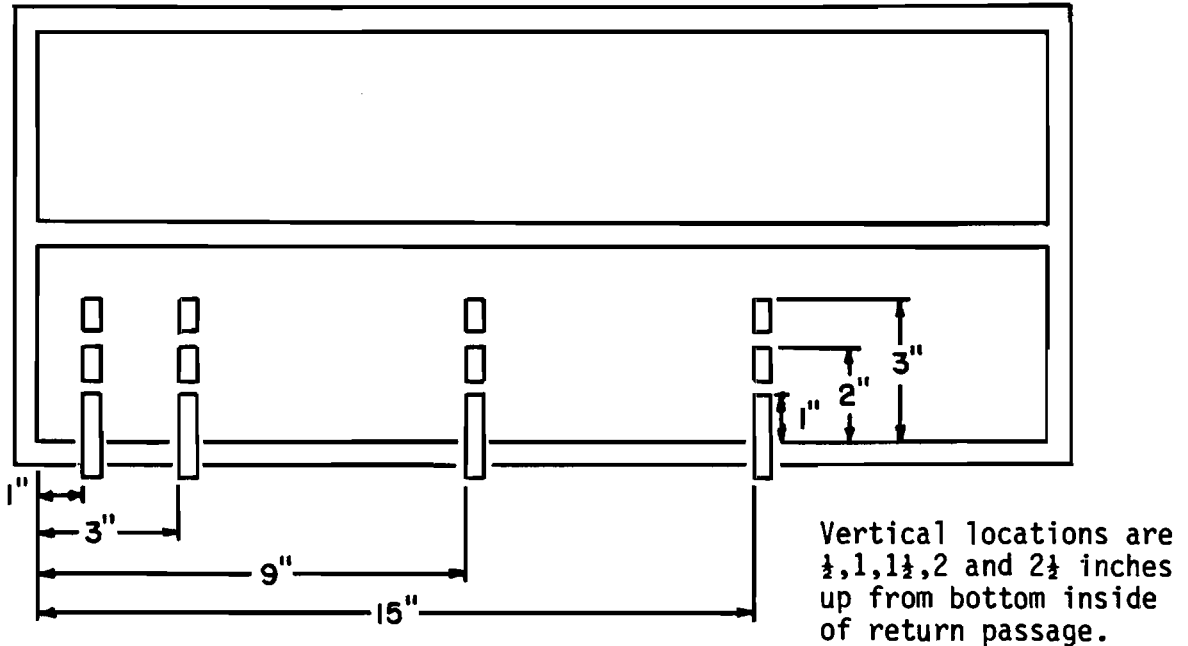 3"
2"
1"
1"
3"
9"
15"
Vertical locations are
½,1,1½,2 and 2½ inches
up from bottom inside
of return passage.